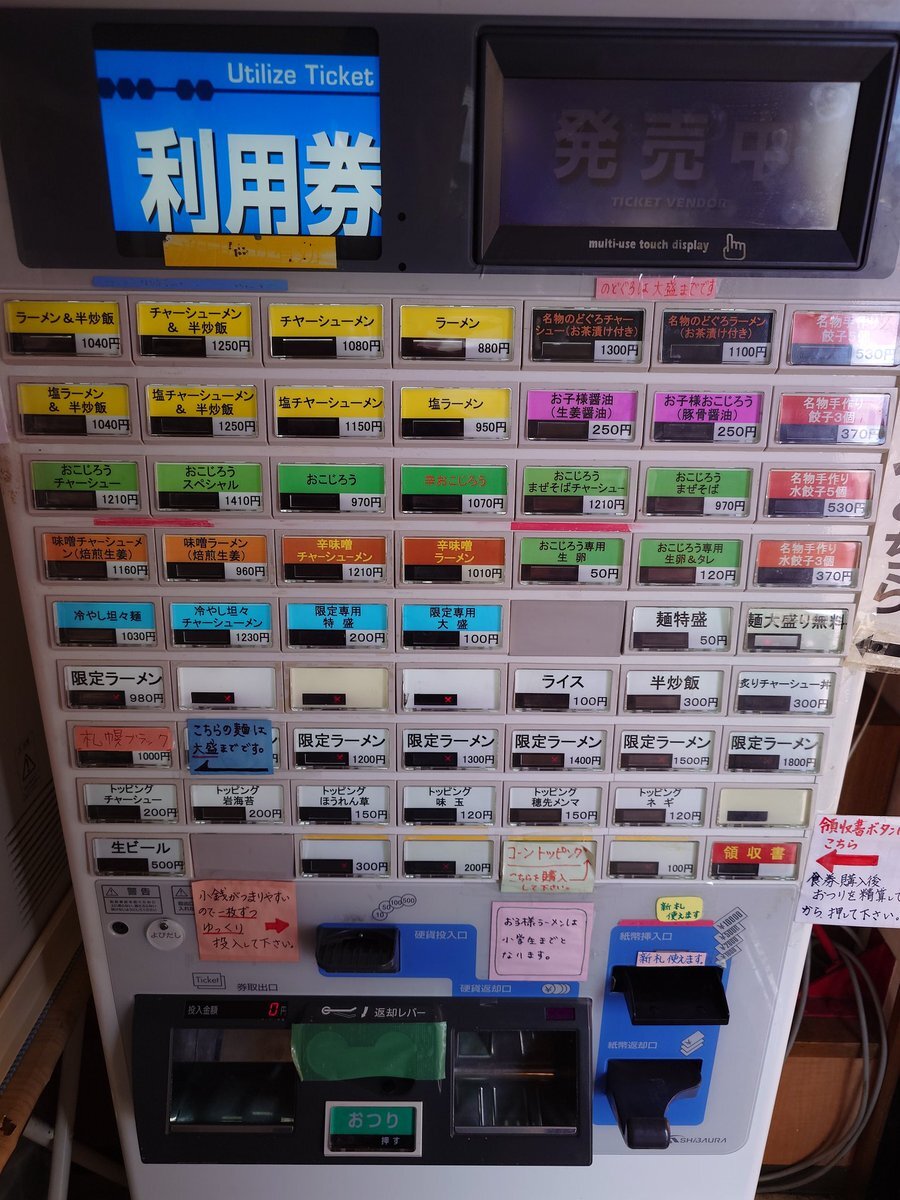 Utilize Ticket
利用券
発売中
TICKET VENDOR
multi-use touch display
のどぐろは大盛までです
ラーメン＆半炒飯
1040円
チャーシューメン
＆ 半炒飯
1250円
チャーシューメン
1080円
ラーメン
880円
名物のどぐろチャー
シュー(お茶漬け付き)
1300円
名物のどぐろラーメン
(お茶漬け付き)
1100円
名物手作り
530円
塩ラーメン
＆ 半炒飯
1040円
塩チャーシューメン
＆ 半炒飯
1250円
塩チャーシューメン
1150円
塩ラーメン
950円
お子様醤油
(生姜醤油)
250円
お子様おこじろう
(豚骨醤油)
250円
名物手作り
餃子3個
370円
おこじろう
チャーシュー
1210円
おこじろう
スペシャル
1410円
おこじろう
970円
辛おこじろう
1070円
おこじろう
まぜそばチャーシュー
1210円
おこじろう
まぜそば
970円
名物手作り
水餃子5個
530円
味噌チャーシューメ
ン(焙煎生姜)
1160円
味噌ラーメン
(焙煎生姜)
960円
辛味噌
チャーシューメン
1210円
辛味噌
ラーメン
1010円
おこじろう専用
生 卵
50円
おこじろう専用
生卵&タレ
120円
名物手作り
水餃子3個
370円
冷やし坦々麺
1030円
冷やし坦々
チャーシューメン
1230円
限定専用
特 盛
200円
限定専用
大 盛
100円
麺特盛
50円
麺大盛り無料
限定ラーメン
980円
ライス
100円
半炒飯
300円
炙りチャーシュー丼
300円
札幌ブラック
1000円
こちらの麺は
大盛までです。
限定ラーメン
1200円
限定ラーメン
1300円
限定ラーメン
1400円
限定ラーメン
1500円
限定ラーメン
1800円
トッピング
チャーシュー
200円
トッピング
岩海苔
200円
トッピング
ほうれん草
150円
トッピング
味 玉
120円
トッピング
穂先メンマ
150円
トッピング
ネ ギ
120円
生ビール
500円
300円
200円
コーントッピング
こちらを購入
して下さい。
100円
領収書
領収書ボタンは
こちら
食券購入後
おつりを精算して
から押して下さい。
警告
よびだし
小銭がつまりやすい
ので一枚ずつ
ゆっくり
投入して下さい。
10 50 100 500
硬貨投入口
お子様ラーメンは
小学生までと
なります。
新札
使えます
紙幣挿入口
新札使えます。
Ticket
券取出口
硬貨返却口
投入金額
0円
返却レバー
紙幣返却口
おつり
押す
SHIBAURA